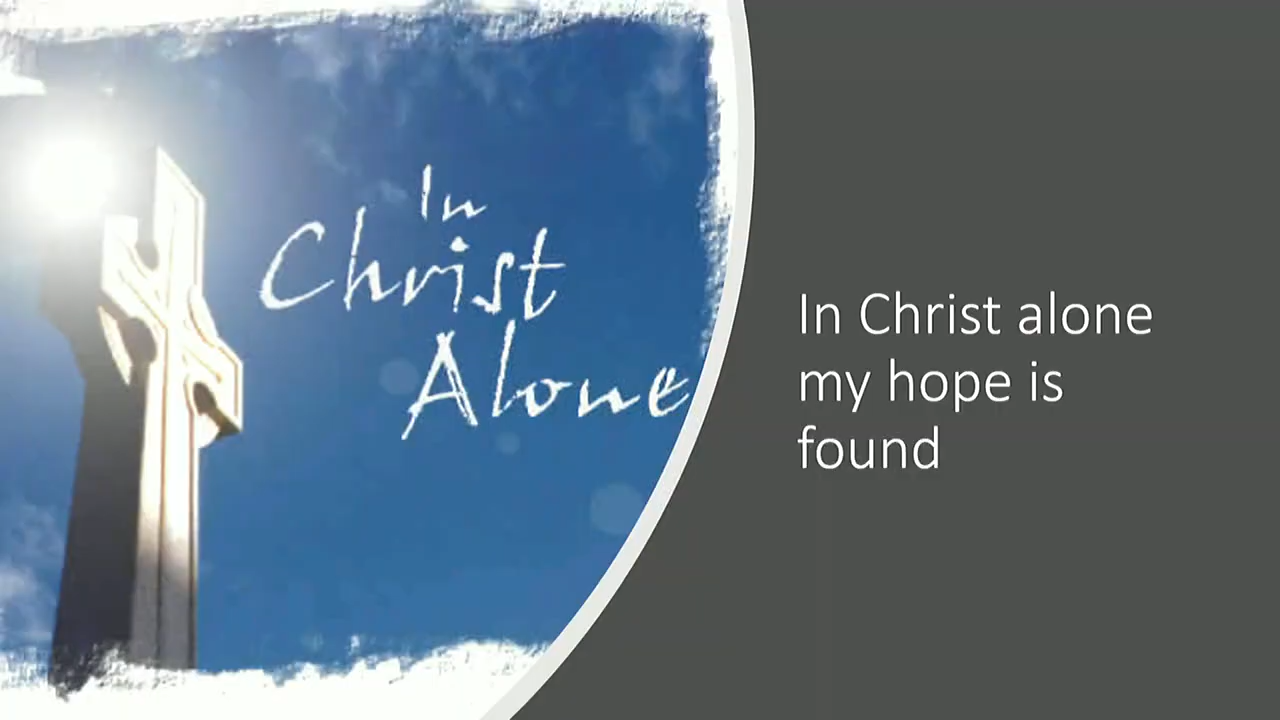 In
Christ
Alone
In Christ alone
my hope is
found